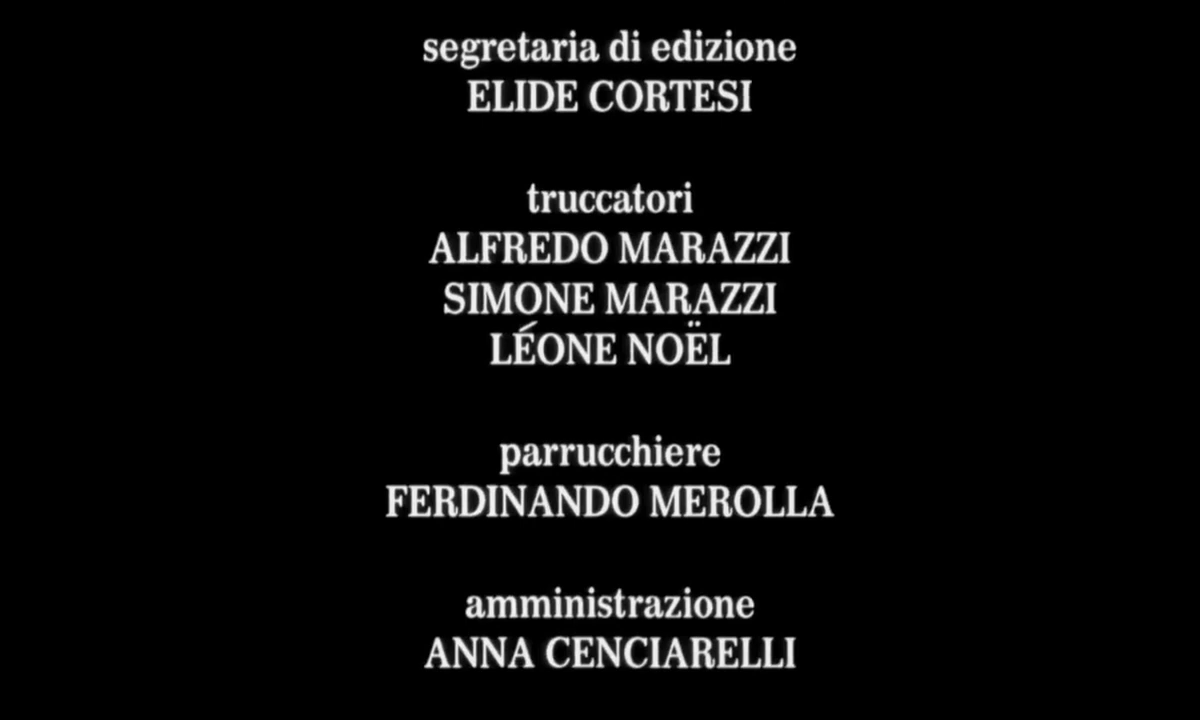 segretaria di edizione
ELIDE CORTESI
truccatori
ALFREDO MARAZZI
SIMONE MARAZZI
LÉONE NOËL
parrucchiere
FERDINANDO MEROLLA
amministrazione
ANNA CENCIARELLI